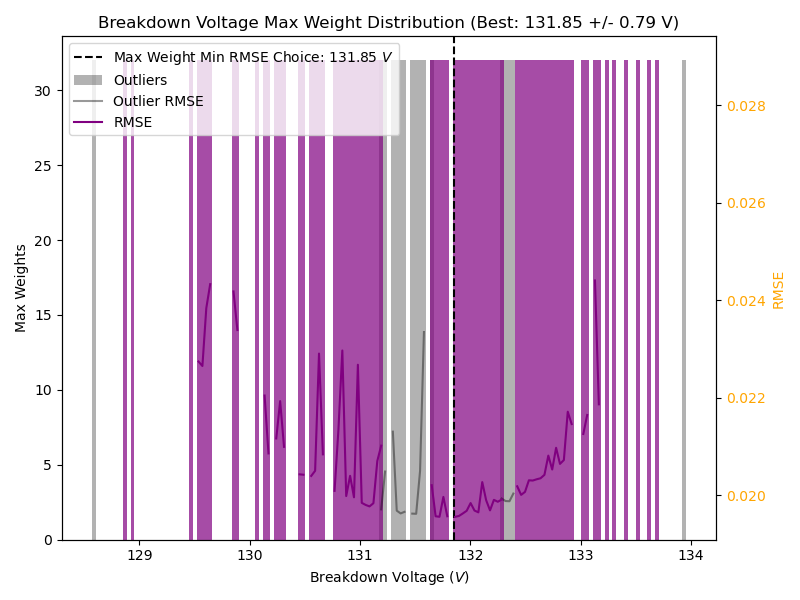 Breakdown Voltage Max Weight Distribution (Best: 131.85 +/- 0.79 V)
Max Weight Min RMSE Choice: 131.85 V
Outliers
Outlier RMSE
RMSE
30
25
20
15
10
5
0
Max Weights
0.028
0.026
0.024
0.022
0.020
RMSE
129
130
131
132
133
134
Breakdown Voltage (V)